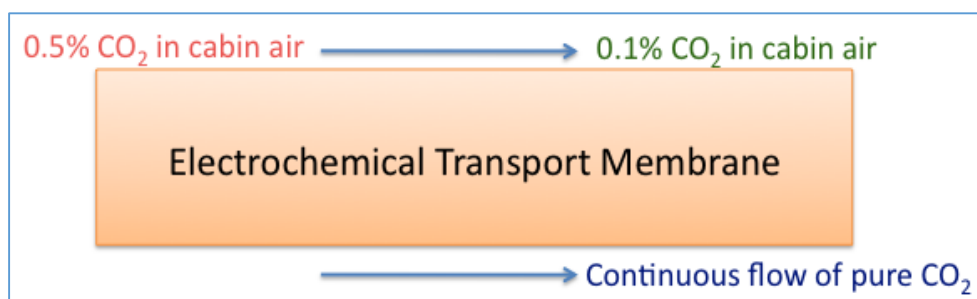 0.5% CO₂ in cabin air 0.1% CO₂ in cabin air
Electrochemical Transport Membrane
Continuous flow of pure CO₂